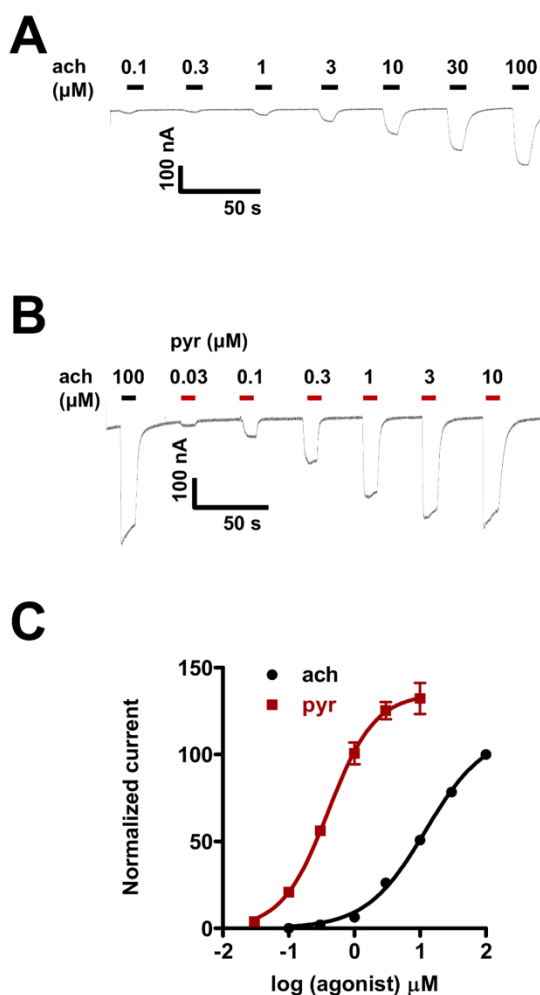 A
ach 0.1 0.3 1 3 10 30 100
(µM)
100 nA
50 s
B
pyr (µM)
ach 100 0.03 0.1 0.3 1 3 10
(µM)
100 nA
50 s
C
150
100
50
0
Normalized current
ach
pyr
-2 -1 0 1 2
log (agonist) µM